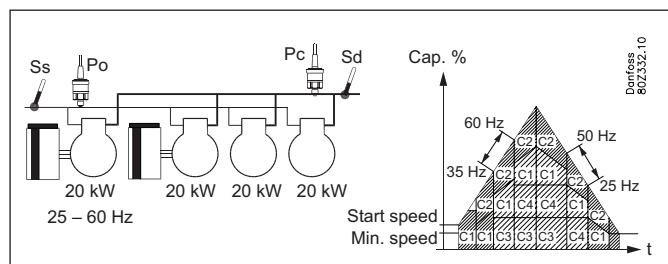 Ss
Po
Pc
Sd
20 kW
20 kW
20 kW
20 kW
25 – 60 Hz
Cap. %
Danfoss
80Z332.10
60 Hz
50 Hz
35 Hz
25 Hz
C2 C2
C2 C1 C1 C2
C2 C1 C4 C4 C1 C2
Start speed
Min. speed
C1 C1 C3 C3 C4 C1
t